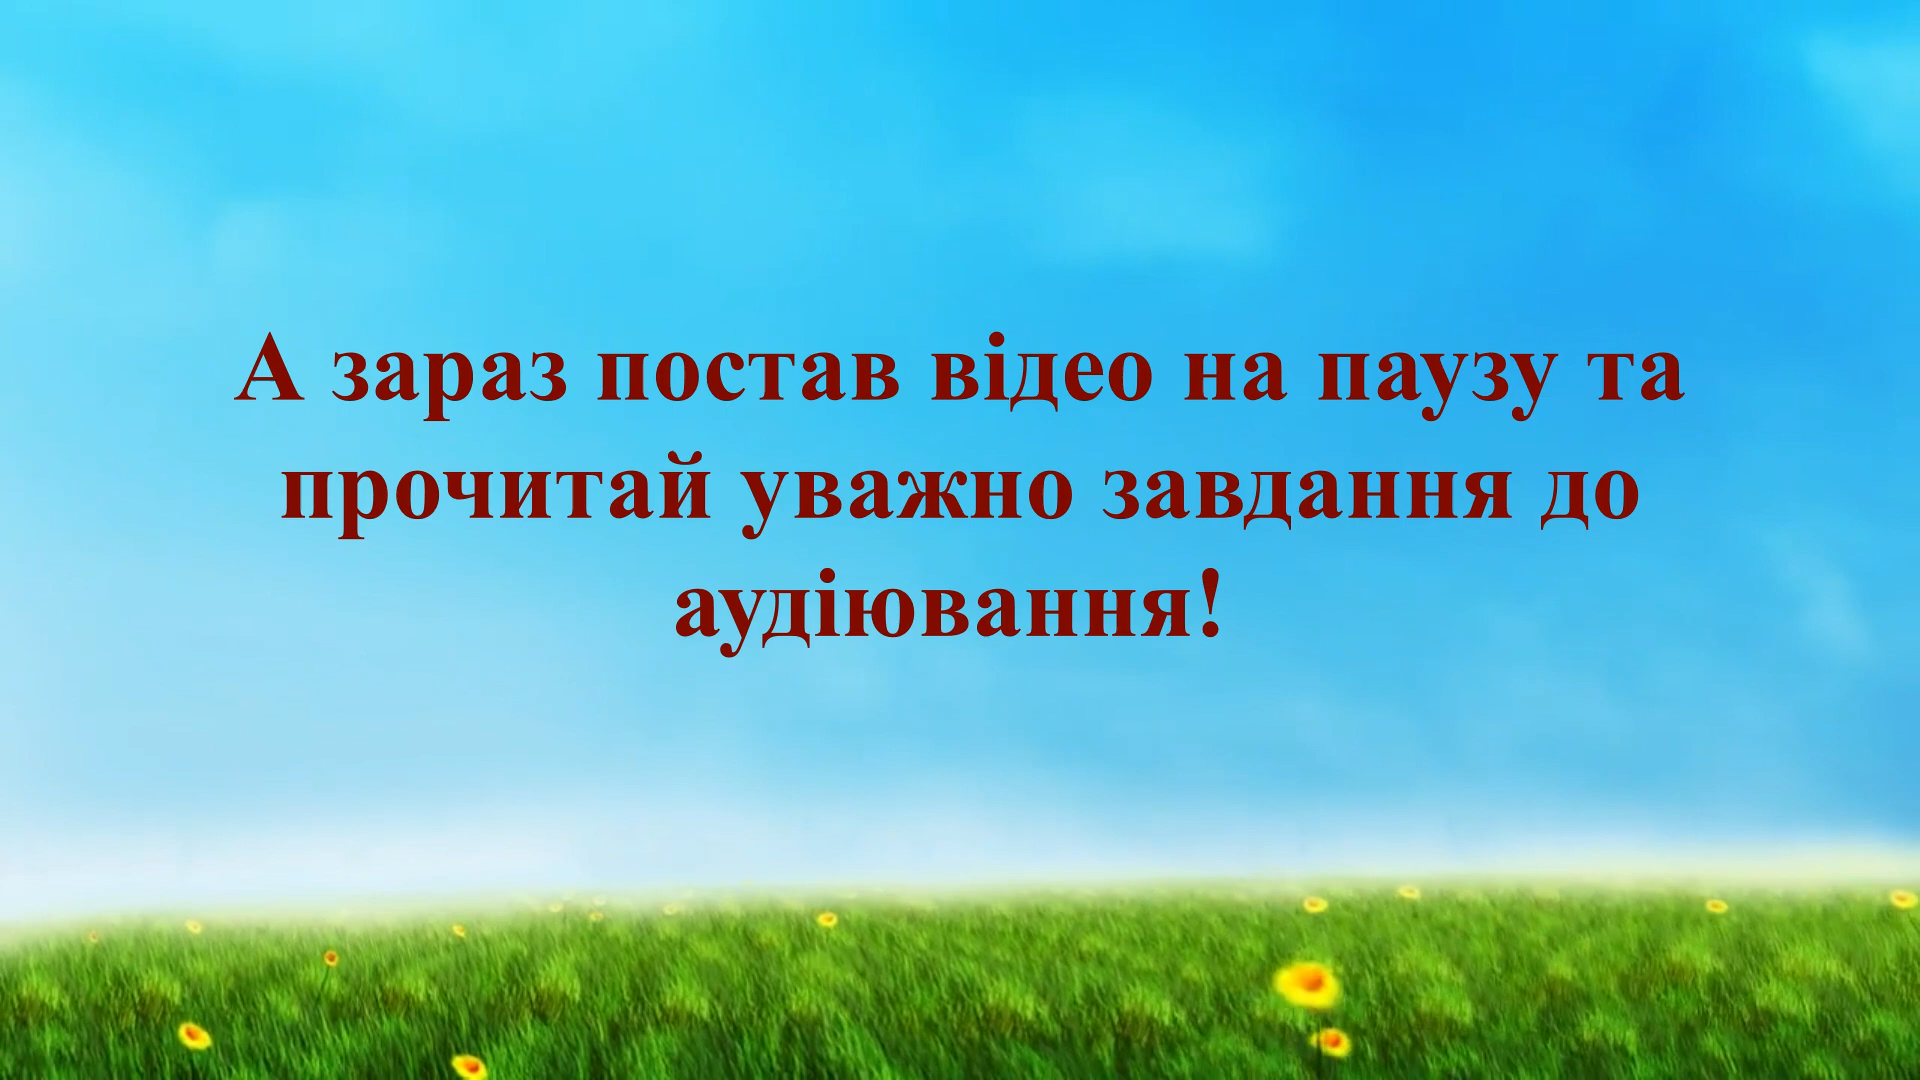 А зараз постав відео на паузу та
прочитай уважно завдання до
аудіювання!